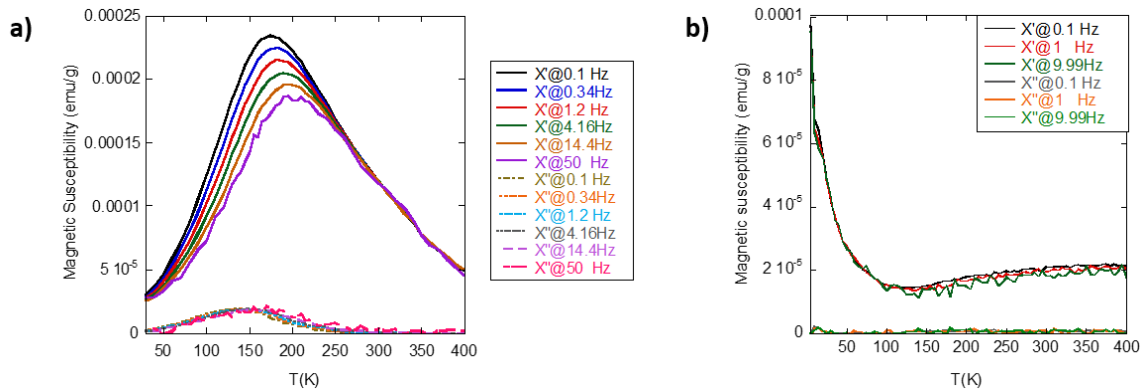 a)
Magnetic Susceptibility (emu/g)
0.00025
0.0002
0.00015
0.0001
5 10-5
0
50 100 150 200 250 300 350 400
T(K)
X'@0.1 Hz
X'@0.34Hz
X'@1.2 Hz
X'@4.16Hz
X'@14.4Hz
X'@50 Hz
X"@0.1 Hz
X"@0.34Hz
X"@1.2 Hz
X"@4.16Hz
X"@14.4Hz
X"@50 Hz
b)
Magnetic susceptibility (emu/g)
0.0001
8 10-5
6 10-5
4 10-5
2 10-5
0
50 100 150 200 250 300 350 400
T(K)
X'@0.1 Hz
X'@1 Hz
X'@9.99Hz
X"@0.1 Hz
X"@1 Hz
X"@9.99Hz